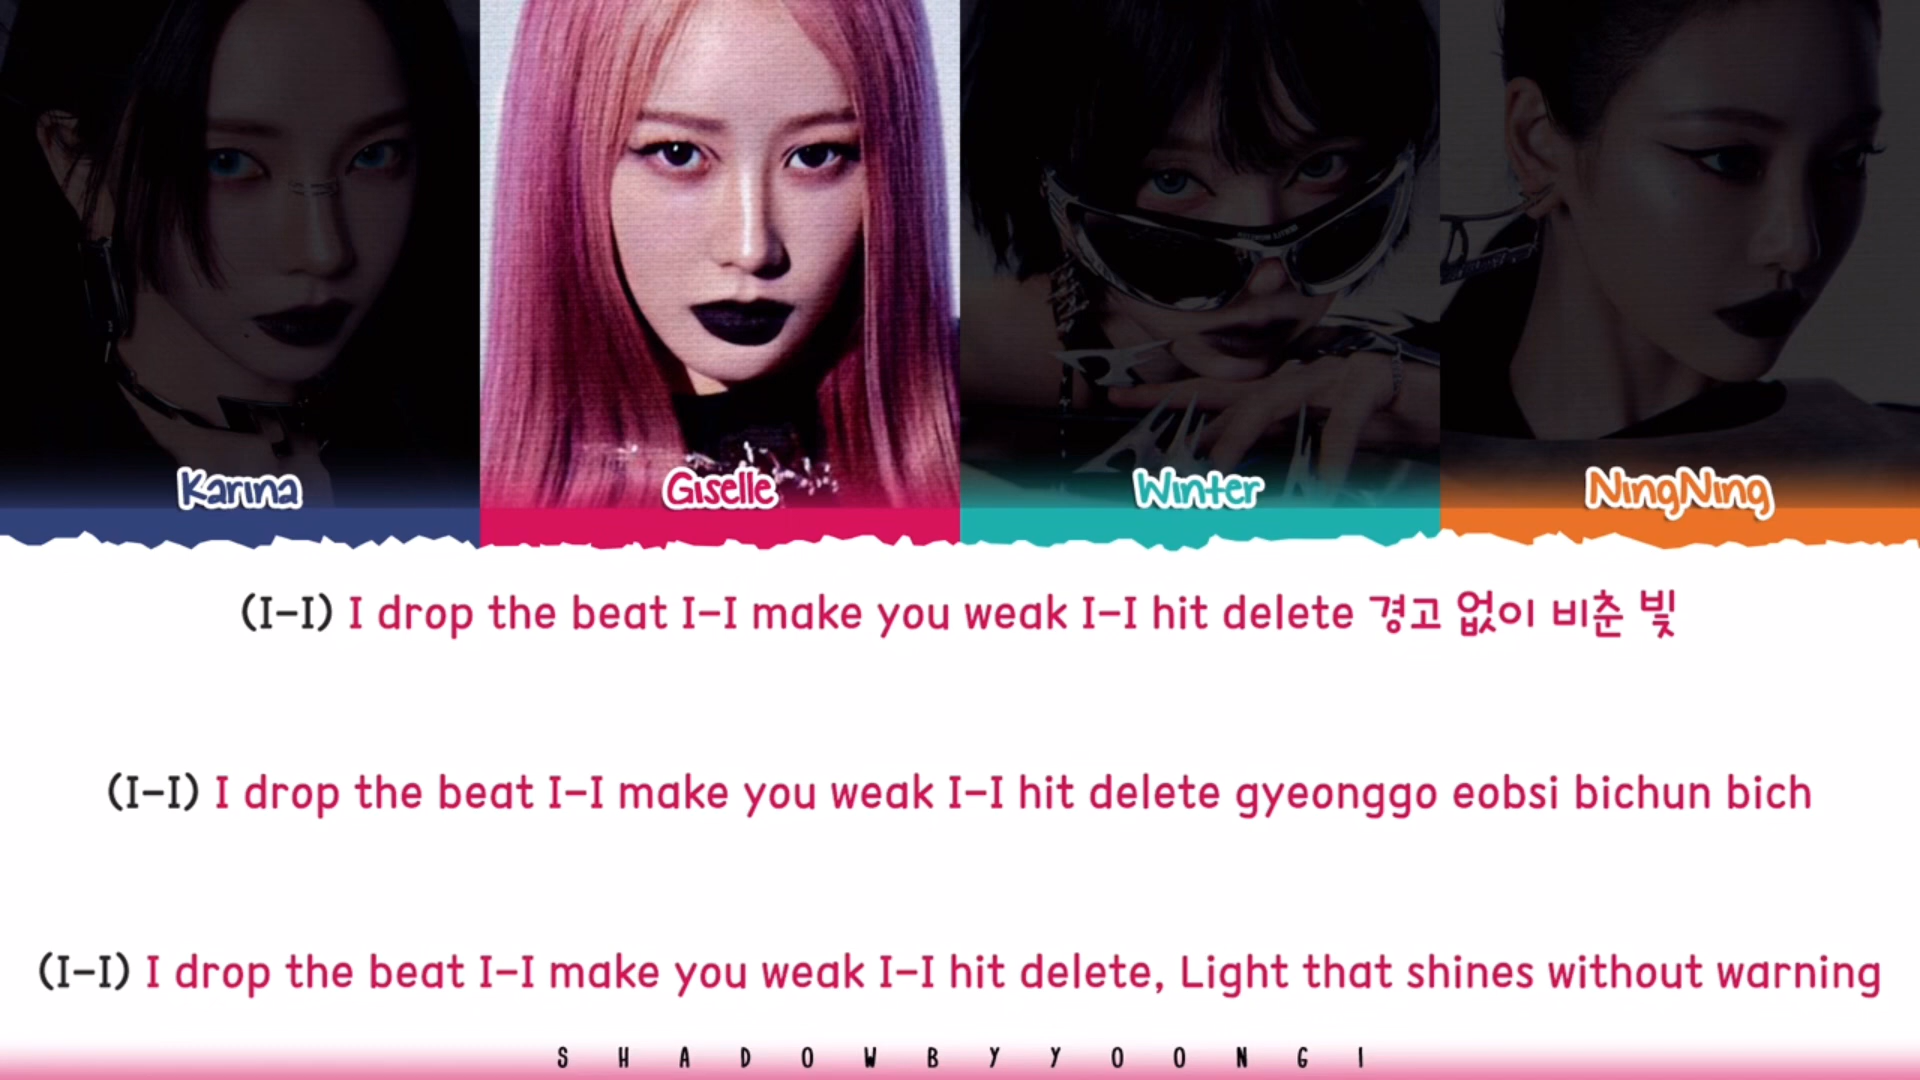 Karina Giselle Winter NingNing
(I-I) I drop the beat I-I make you weak I-I hit delete 경고 없이 비춘 빛
(I-I) I drop the beat I-I make you weak I-I hit delete gyeonggo eobsi bichun bich
(I-I) I drop the beat I-I make you weak I-I hit delete, Light that shines without warning
SHADOWBYYOONGI